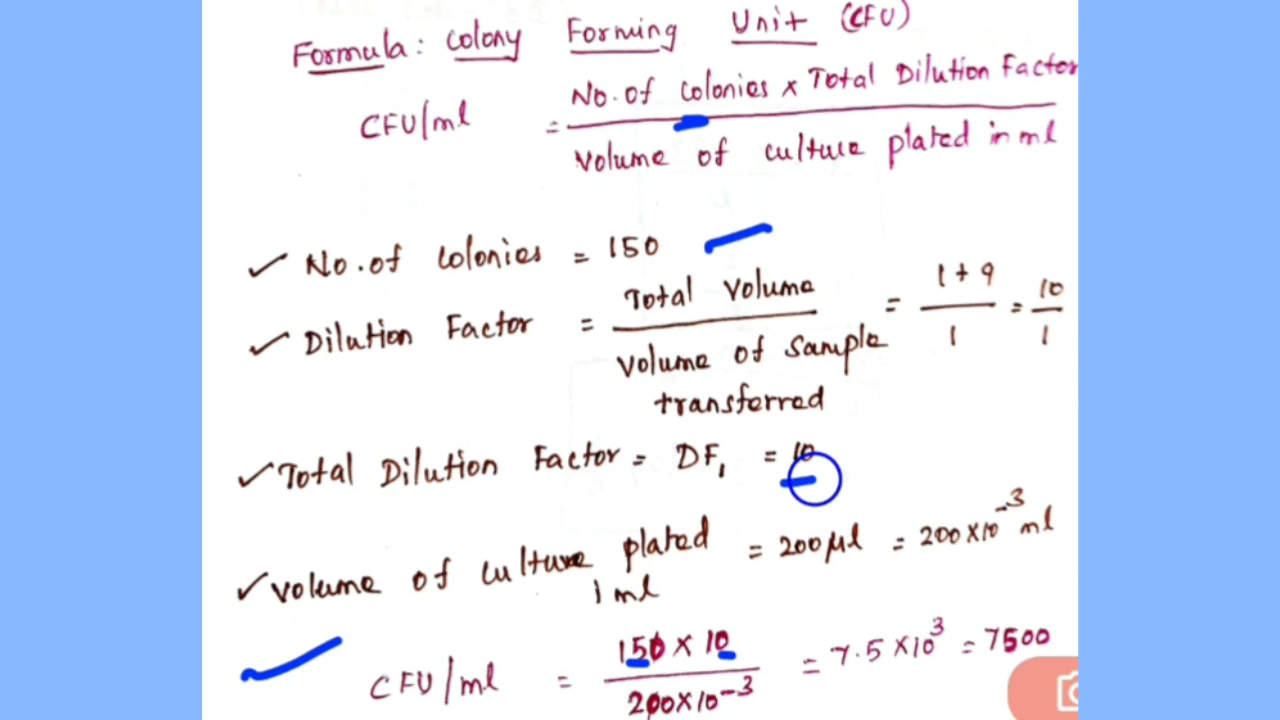 Formula: Colony Forming Unit (CFU)
CFU/ml = No. of Colonies x Total Dilution Factor
Volume of culture plated in ml
✓ No. of Colonies = 150
✓ Dilution Factor = Total Volume / Volume of Sample transferred = 1+9 / 1 = 10 / 1
✓ Total Dilution Factor = DF1 = 10
✓ Volume of culture plated = 200 µl = 200 x 10⁻³ ml
1 ml
CFU/ml = 150 x 10 / 200 x 10⁻³ = 7.5 x 10³ = 7500